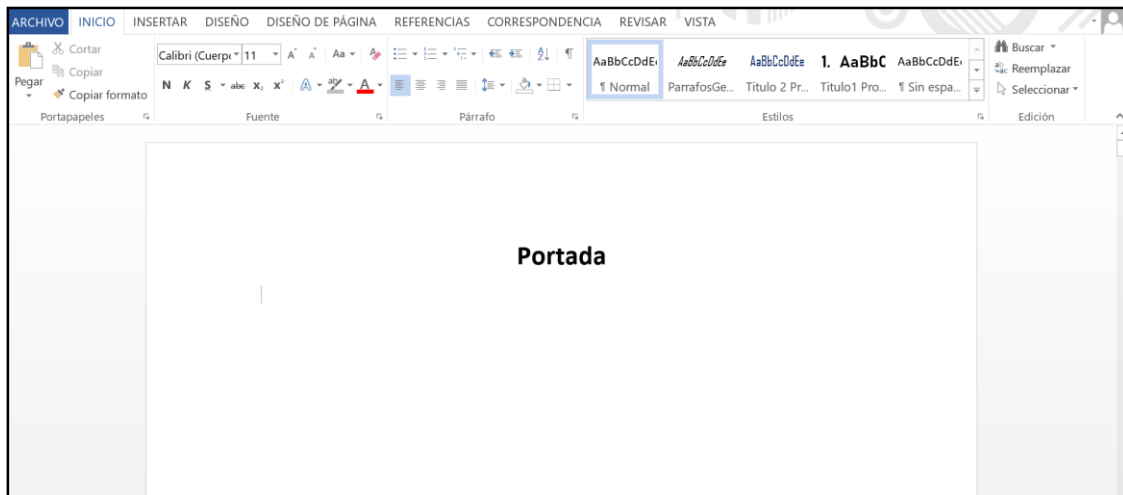 ARCHIVO INICIO INSERTAR DISEÑO DISEÑO DE PÁGINA REFERENCIAS CORRESPONDENCIA REVISAR VISTA
Pegar
Cortar
Copiar
Copiar formato
Portapapeles
Calibri (Cuerpo 11 A A Aa
N K S abc X₂ X² A aby A
Fuente
Párrafo
AaBbCcDdEe AaBbCcDdEe AaBbCcDdEe 1. AaBbC AaBbCcDdEe
¶ Normal ParrafosGe... Titulo 2 Pr... Titulo1 Pro... ¶ Sin espa...
Estilos
Buscar
Reemplazar
Seleccionar
Edición
Portada